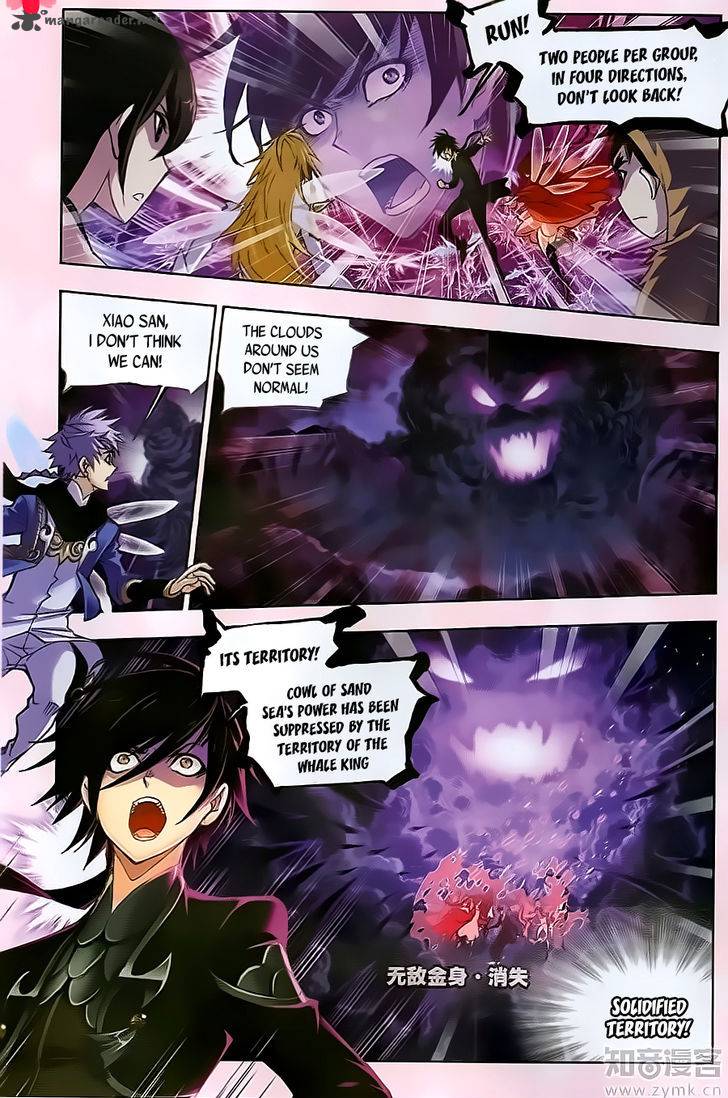 mangareader.net
RUN!
TWO PEOPLE PER GROUP,
IN FOUR DIRECTIONS,
DON'T LOOK BACK!
XIAO SAN,
I DON'T THINK
WE CAN!
THE CLOUDS
AROUND US
DON'T SEEM
NORMAL!
ITS TERRITORY!
COWL OF SAND
SEA'S POWER HAS BEEN
SUPPRESSED BY THE
TERRITORY OF THE
WHALE KING
无敌金身·消失
SOLIDIFIED
TERRITORY!
知音漫客
www.zymk.cn